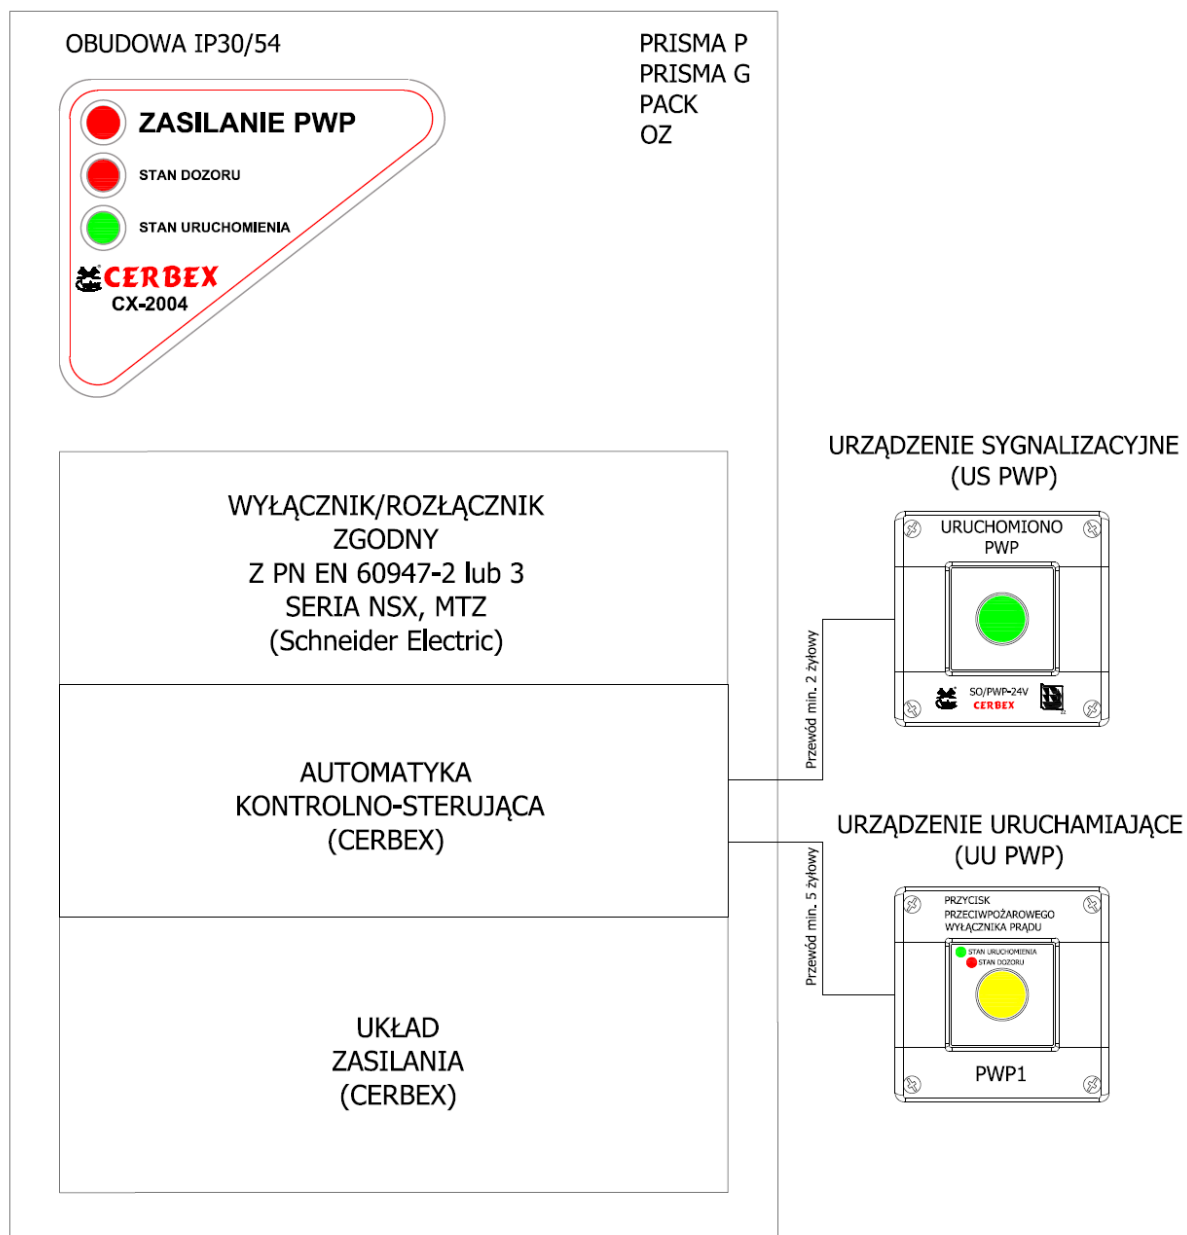 OBUDOWA IP30/54
PRISMA P
PRISMA G
PACK
OZ
ZASILANIE PWP
STAN DOZORU
STAN URUCHOMIENIA
CERBEX
CX-2004
WYŁĄCZNIK/ROZŁĄCZNIK
ZGODNY
Z PN EN 60947-2 lub 3
SERIA NSX, MTZ
(Schneider Electric)
AUTOMATYKA
KONTROLNO-STERUJĄCA
(CERBEX)
UKŁAD
ZASILANIA
(CERBEX)
URZĄDZENIE SYGNALIZACYJNE
(US PWP)
URUCHOMIONO
PWP
SO/PWP-24V
CERBEX
Przewód min. 2 żyłowy
URZĄDZENIE URUCHAMIAJĄCE
(UU PWP)
PRZYCISK
PRZECIWPOŻAROWEGO
WYŁĄCZNIKA PRĄDU
STAN URUCHOMIENIA
STAN DOZORU
PWP1
Przewód min. 5 żyłowy